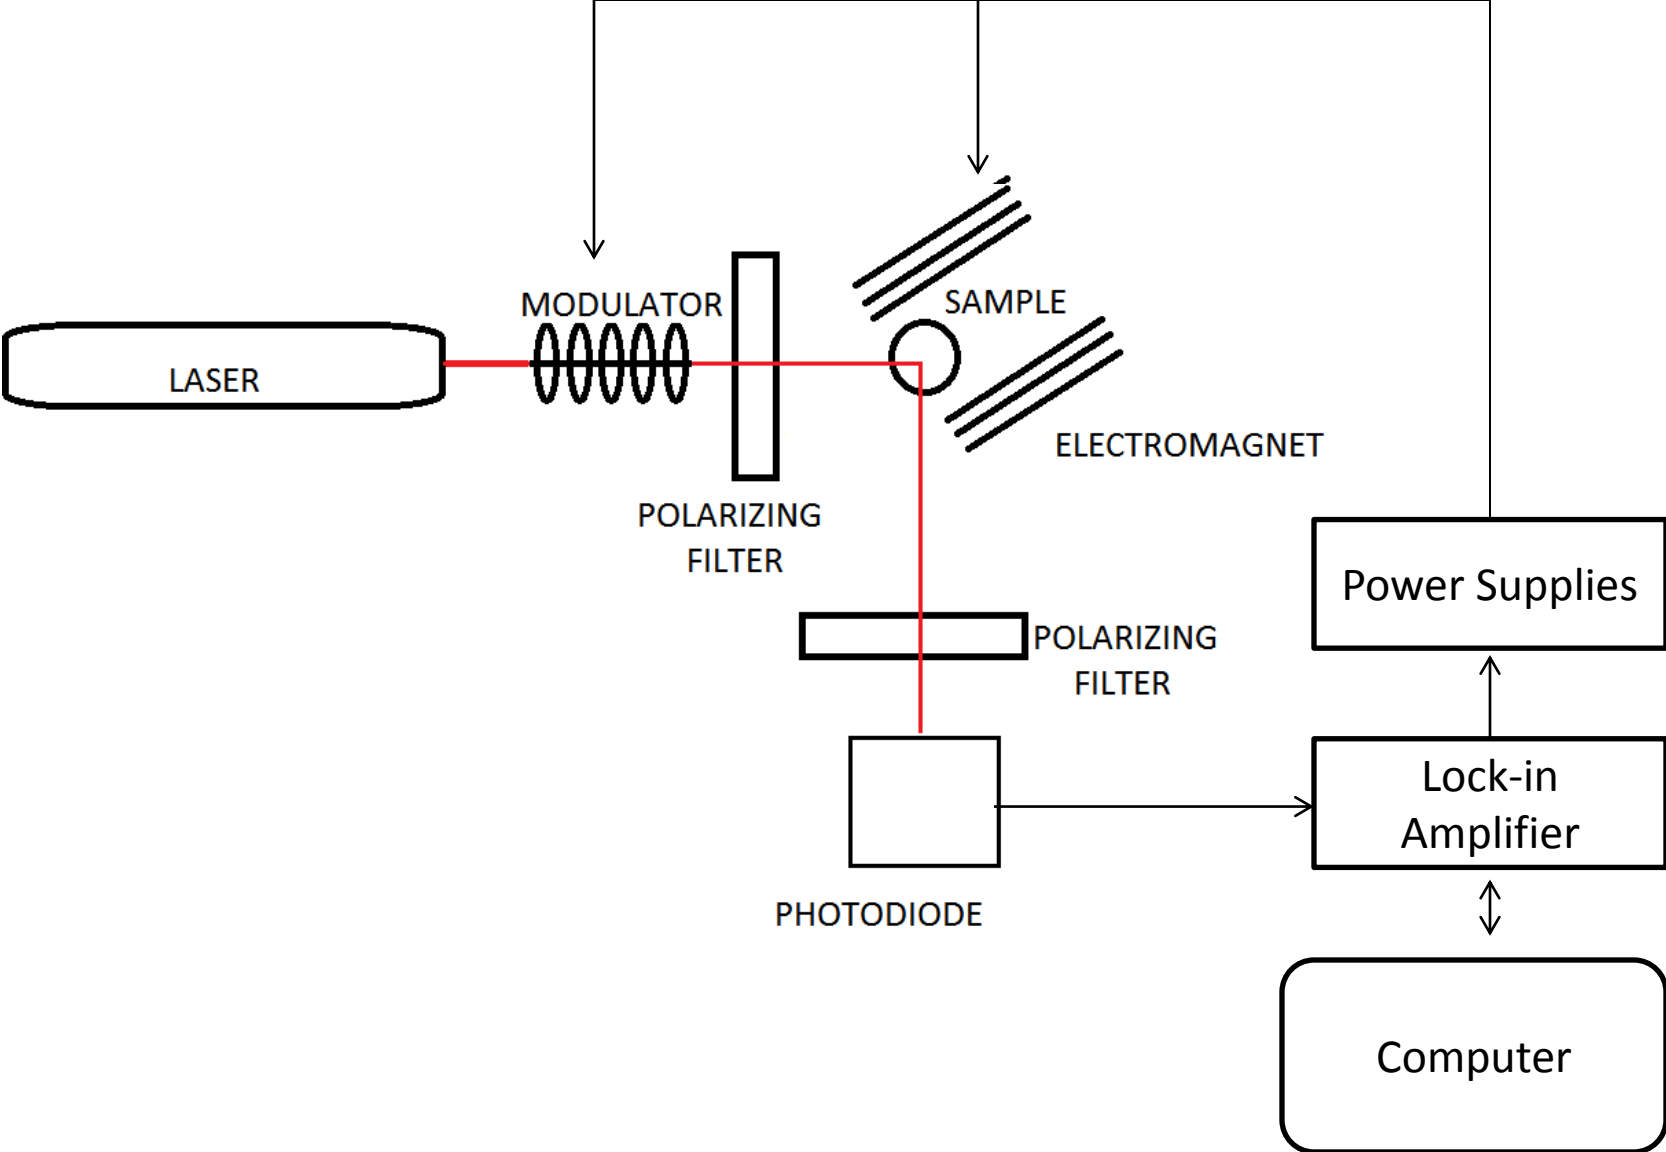 MODULATOR
SAMPLE
LASER
ELECTROMAGNET
POLARIZING
FILTER
Power Supplies
POLARIZING
FILTER
Lock-in
Amplifier
PHOTODIODE
Computer